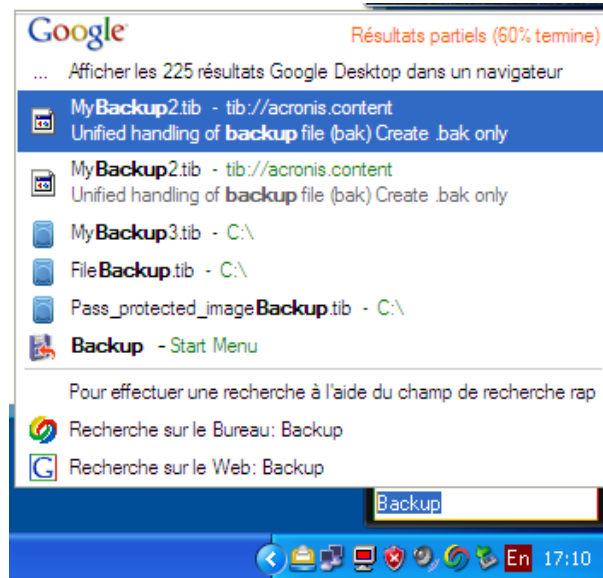 Google
Résultats partiels (60% termine)
... Afficher les 225 résultats Google Desktop dans un navigateur
MyBackup2.tib - tib://acronis.content
Unified handling of backup file (bak) Create .bak only
MyBackup2.tib - tib://acronis.content
Unified handling of backup file (bak) Create .bak only
MyBackup3.tib - C:\
FileBackup.tib - C:\
Pass_protected_imageBackup.tib - C:\
Backup - Start Menu
Pour effectuer une recherche à l'aide du champ de recherche rap
Recherche sur le Bureau: Backup
G Recherche sur le Web: Backup
Backup
En 17:10